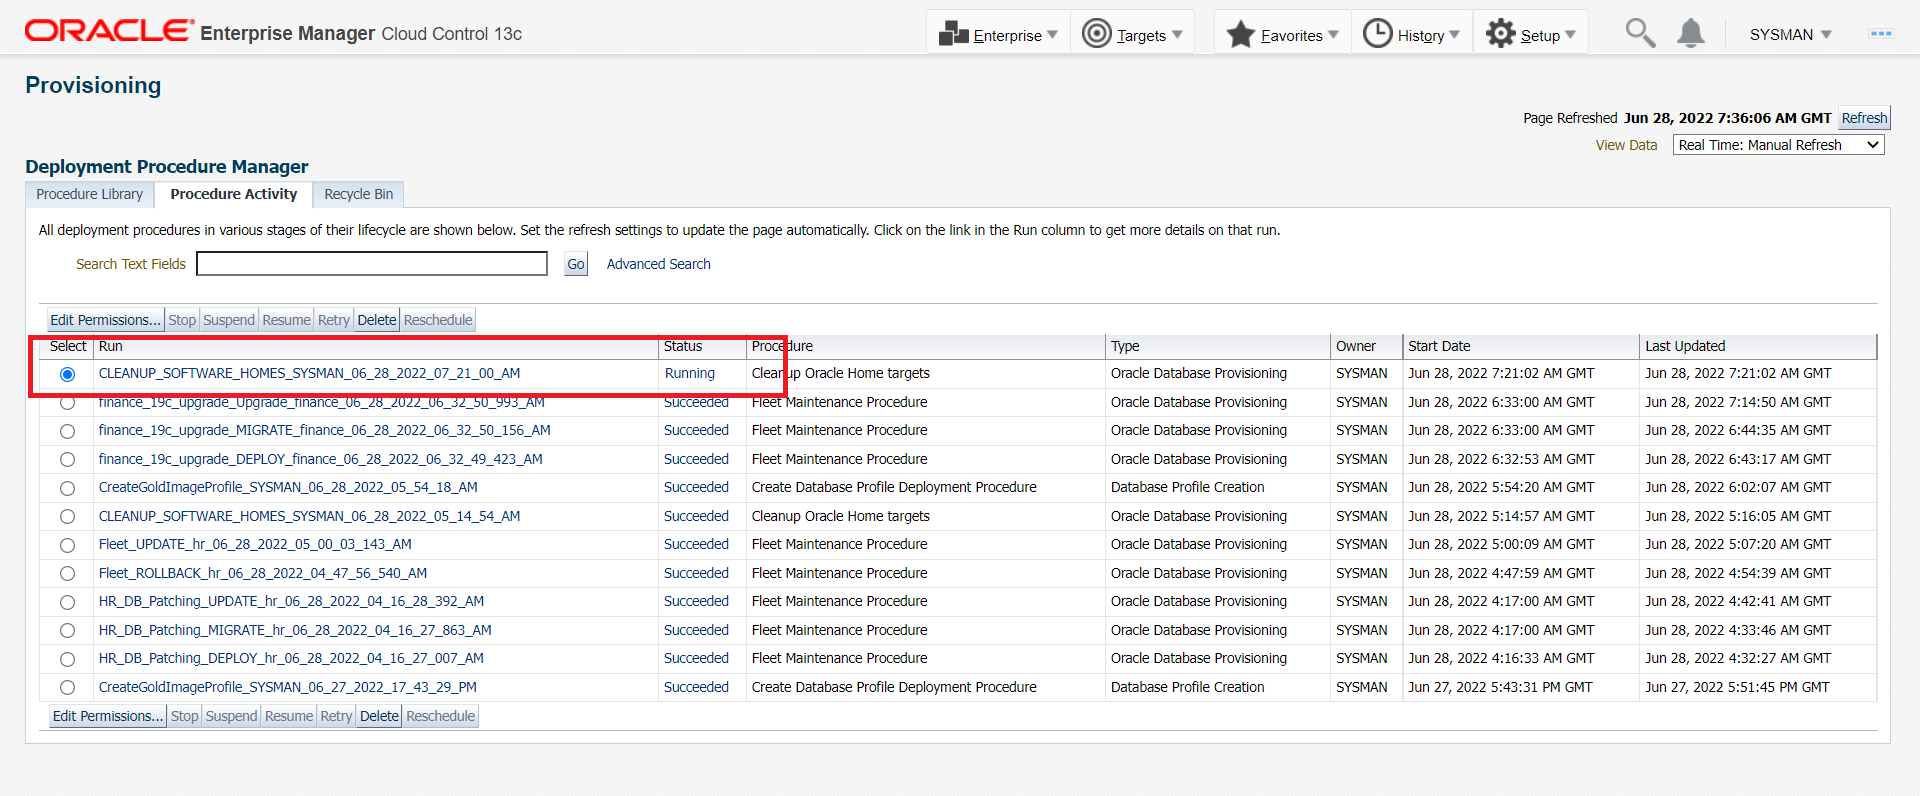 ORACLE Enterprise Manager Cloud Control 13c Enterprise Targets Favorites History Setup SYSMAN
Provisioning
Page Refreshed Jun 28, 2022 7:36:06 AM GMT Refresh
View Data Real Time: Manual Refresh
Deployment Procedure Manager
Procedure Library Procedure Activity Recycle Bin
All deployment procedures in various stages of their lifecycle are shown below. Set the refresh settings to update the page automatically. Click on the link in the Run column to get more details on that run.
Search Text Fields Go Advanced Search
Edit Permissions... Stop Suspend Resume Retry Delete Reschedule
Select Run Status Procedure Type Owner Start Date Last Updated
CLEANUP_SOFTWARE_HOMES_SYSMAN_06_28_2022_07_21_00_AM Running Cleanup Oracle Home targets Oracle Database Provisioning SYSMAN Jun 28, 2022 7:21:02 AM GMT Jun 28, 2022 7:21:02 AM GMT
finance_19c_upgrade_Upgrade_finance_06_28_2022_06_32_50_993_AM Succeeded Fleet Maintenance Procedure Oracle Database Provisioning SYSMAN Jun 28, 2022 6:33:00 AM GMT Jun 28, 2022 7:14:50 AM GMT
finance_19c_upgrade_MIGRATE_finance_06_28_2022_06_32_50_156_AM Succeeded Fleet Maintenance Procedure Oracle Database Provisioning SYSMAN Jun 28, 2022 6:33:00 AM GMT Jun 28, 2022 6:44:35 AM GMT
finance_19c_upgrade_DEPLOY_finance_06_28_2022_06_32_49_423_AM Succeeded Fleet Maintenance Procedure Oracle Database Provisioning SYSMAN Jun 28, 2022 6:32:53 AM GMT Jun 28, 2022 6:43:17 AM GMT
CreateGoldImageProfile_SYSMAN_06_28_2022_05_54_18_AM Succeeded Create Database Profile Deployment Procedure Database Profile Creation SYSMAN Jun 28, 2022 5:54:20 AM GMT Jun 28, 2022 6:02:07 AM GMT
CLEANUP_SOFTWARE_HOMES_SYSMAN_06_28_2022_05_14_54_AM Succeeded Cleanup Oracle Home targets Oracle Database Provisioning SYSMAN Jun 28, 2022 5:14:57 AM GMT Jun 28, 2022 5:16:05 AM GMT
Fleet_UPDATE_hr_06_28_2022_05_00_03_143_AM Succeeded Fleet Maintenance Procedure Oracle Database Provisioning SYSMAN Jun 28, 2022 5:00:09 AM GMT Jun 28, 2022 5:07:20 AM GMT
Fleet_ROLLBACK_hr_06_28_2022_04_47_56_540_AM Succeeded Fleet Maintenance Procedure Oracle Database Provisioning SYSMAN Jun 28, 2022 4:47:59 AM GMT Jun 28, 2022 4:54:39 AM GMT
HR_DB_Patching_UPDATE_hr_06_28_2022_04_16_28_392_AM Succeeded Fleet Maintenance Procedure Oracle Database Provisioning SYSMAN Jun 28, 2022 4:17:00 AM GMT Jun 28, 2022 4:42:41 AM GMT
HR_DB_Patching_MIGRATE_hr_06_28_2022_04_16_27_863_AM Succeeded Fleet Maintenance Procedure Oracle Database Provisioning SYSMAN Jun 28, 2022 4:17:00 AM GMT Jun 28, 2022 4:33:46 AM GMT
HR_DB_Patching_DEPLOY_hr_06_28_2022_04_16_27_007_AM Succeeded Fleet Maintenance Procedure Oracle Database Provisioning SYSMAN Jun 28, 2022 4:16:33 AM GMT Jun 28, 2022 4:32:27 AM GMT
CreateGoldImageProfile_SYSMAN_06_27_2022_17_43_29_PM Succeeded Create Database Profile Deployment Procedure Database Profile Creation SYSMAN Jun 27, 2022 5:43:31 PM GMT Jun 27, 2022 5:51:45 PM GMT
Edit Permissions... Stop Suspend Resume Retry Delete Reschedule